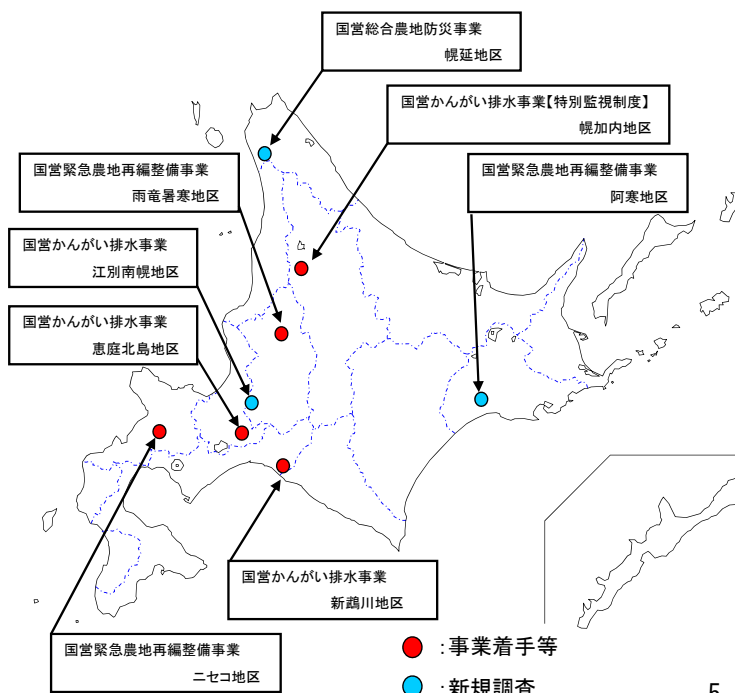 国営総合農地防災事業
幌延地区
国営かんがい排水事業【特別監視制度】
幌加内地区
国営緊急農地再編整備事業
雨竜暑寒地区
国営緊急農地再編整備事業
阿寒地区
国営かんがい排水事業
江別南幌地区
国営かんがい排水事業
恵庭北島地区
国営かんがい排水事業
新鵡川地区
国営緊急農地再編整備事業
ニセコ地区
:事業着手等
:新規調査
5